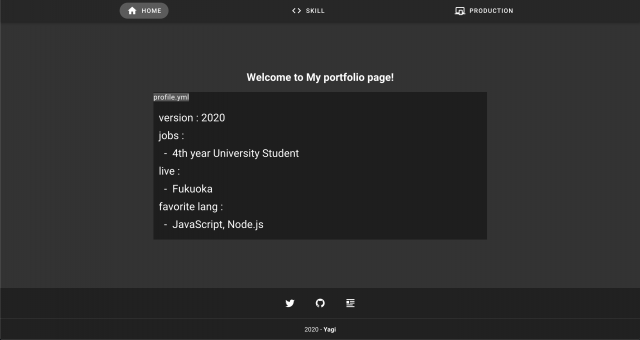 HOME
SKILL
PRODUCTION
Welcome to My portfolio page!
profile.yml
version : 2020
jobs :
- 4th year University Student
live :
- Fukuoka
favorite lang :
- JavaScript, Node.js
2020 - Yagi